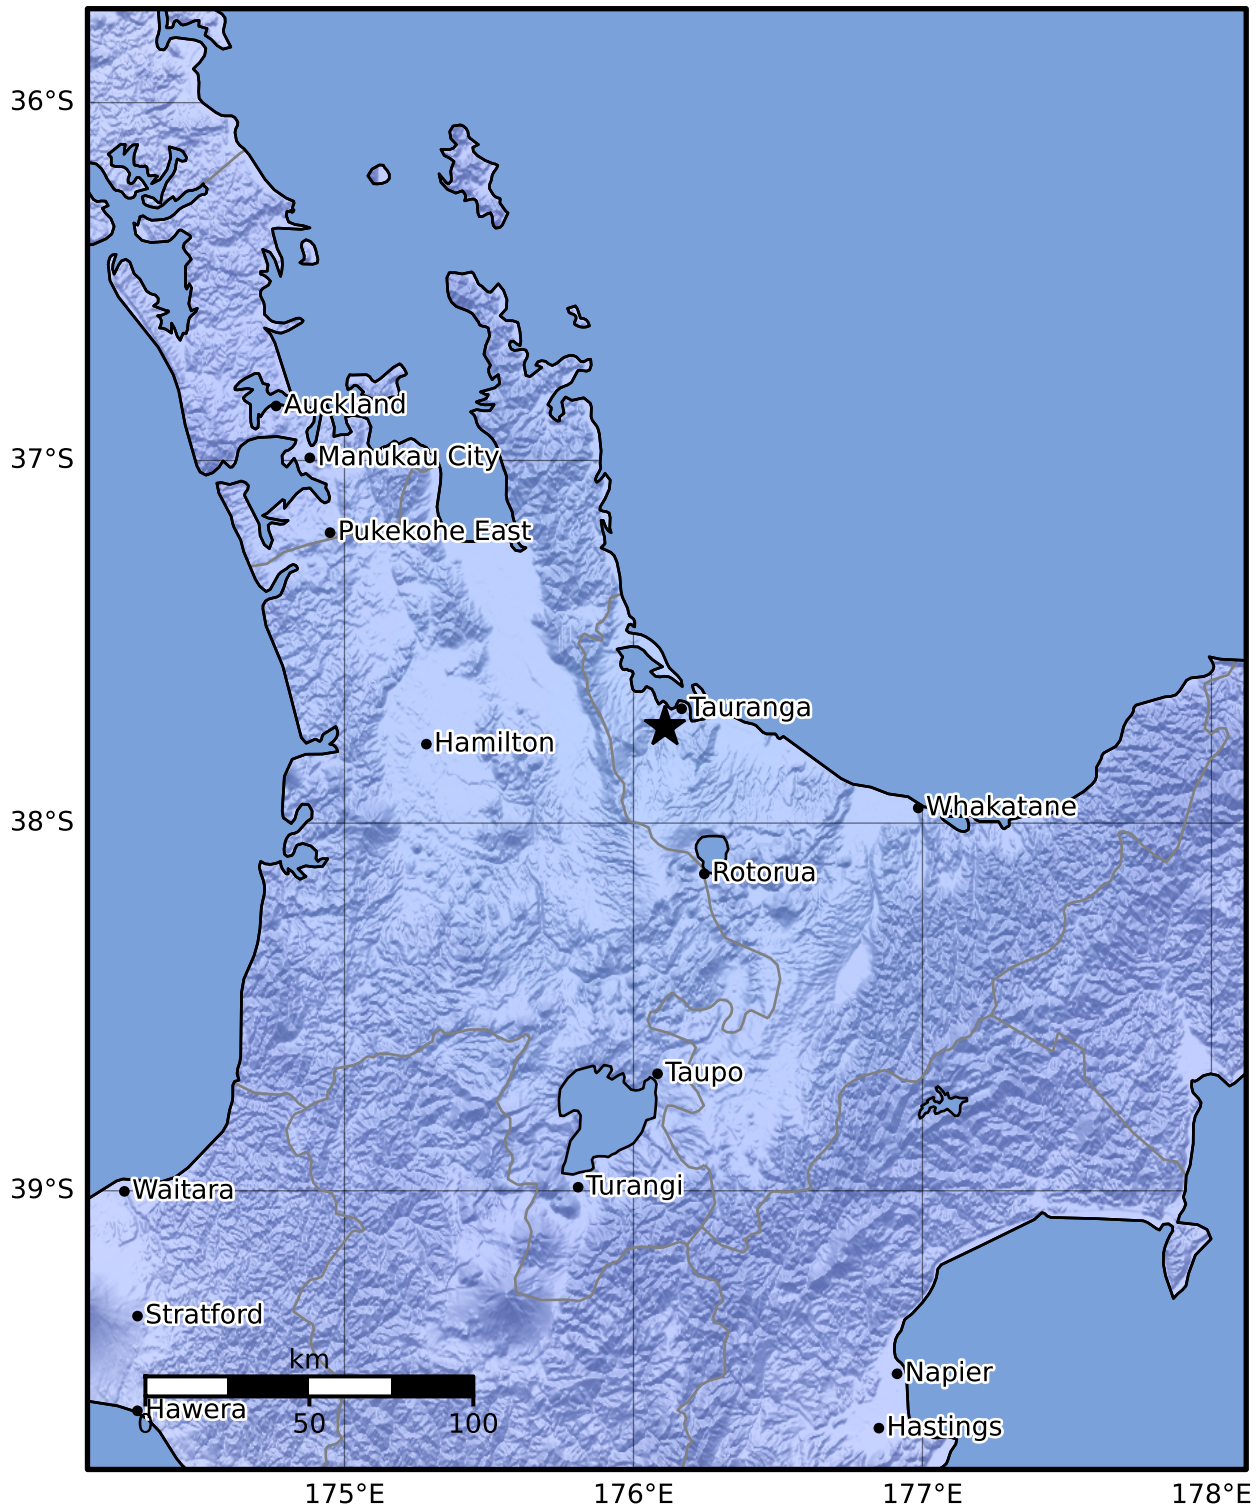 36°S
Auckland
37°S
Manukau City
Pukekohe East
Tauranga
Hamilton
Whakatane
38°S
Rotorua
Taupo
Turangi
39°S
Waitara
Stratford
km
Napier
Hawera
0
50
100
Hastings
175°E
176°E
177°E
178°E